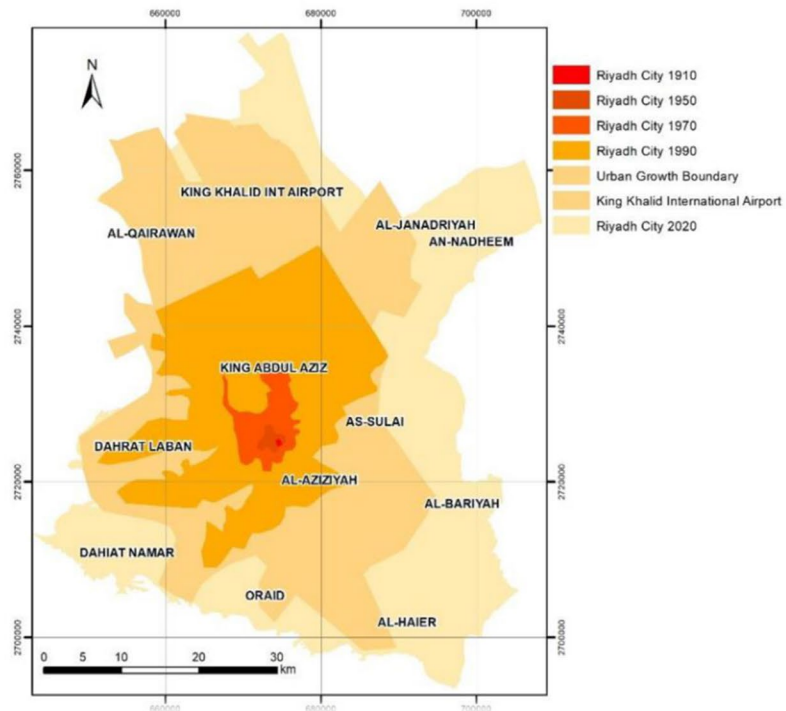 660000
680000
700000
N
2760000
2740000
2720000
2700000
KING KHALID INT AIRPORT
AL-QAIRAWAN
AL-JANADRIYAH
AN-NADHEEM
KING ABDUL AZIZ
AS-SULAI
DAHRAT LABAN
AL-AZIZIYAH
AL-BARIYAH
DAHIAT NAMAR
ORAID
AL-HAIER
0 5 10 20 30
km
2760000
2740000
2720000
2700000
660000
680000
700000
Riyadh City 1910
Riyadh City 1950
Riyadh City 1970
Riyadh City 1990
Urban Growth Boundary
King Khalid International Airport
Riyadh City 2020